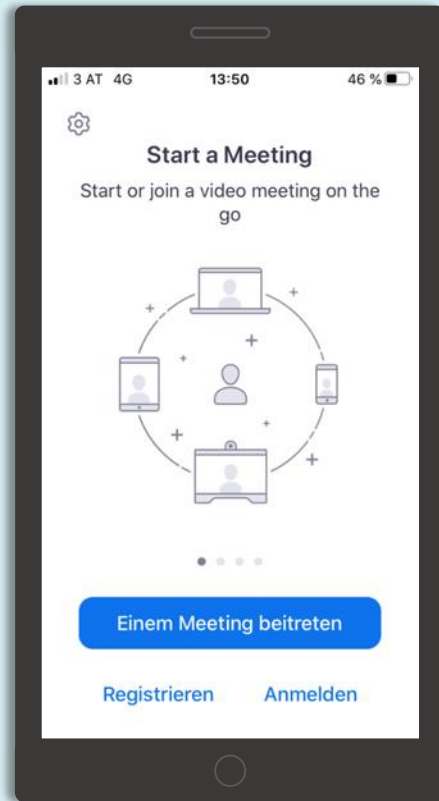 3 AT 4G 13:50 46 %
Start a Meeting
Start or join a video meeting on the
go
Einem Meeting beitreten
Registrieren Anmelden